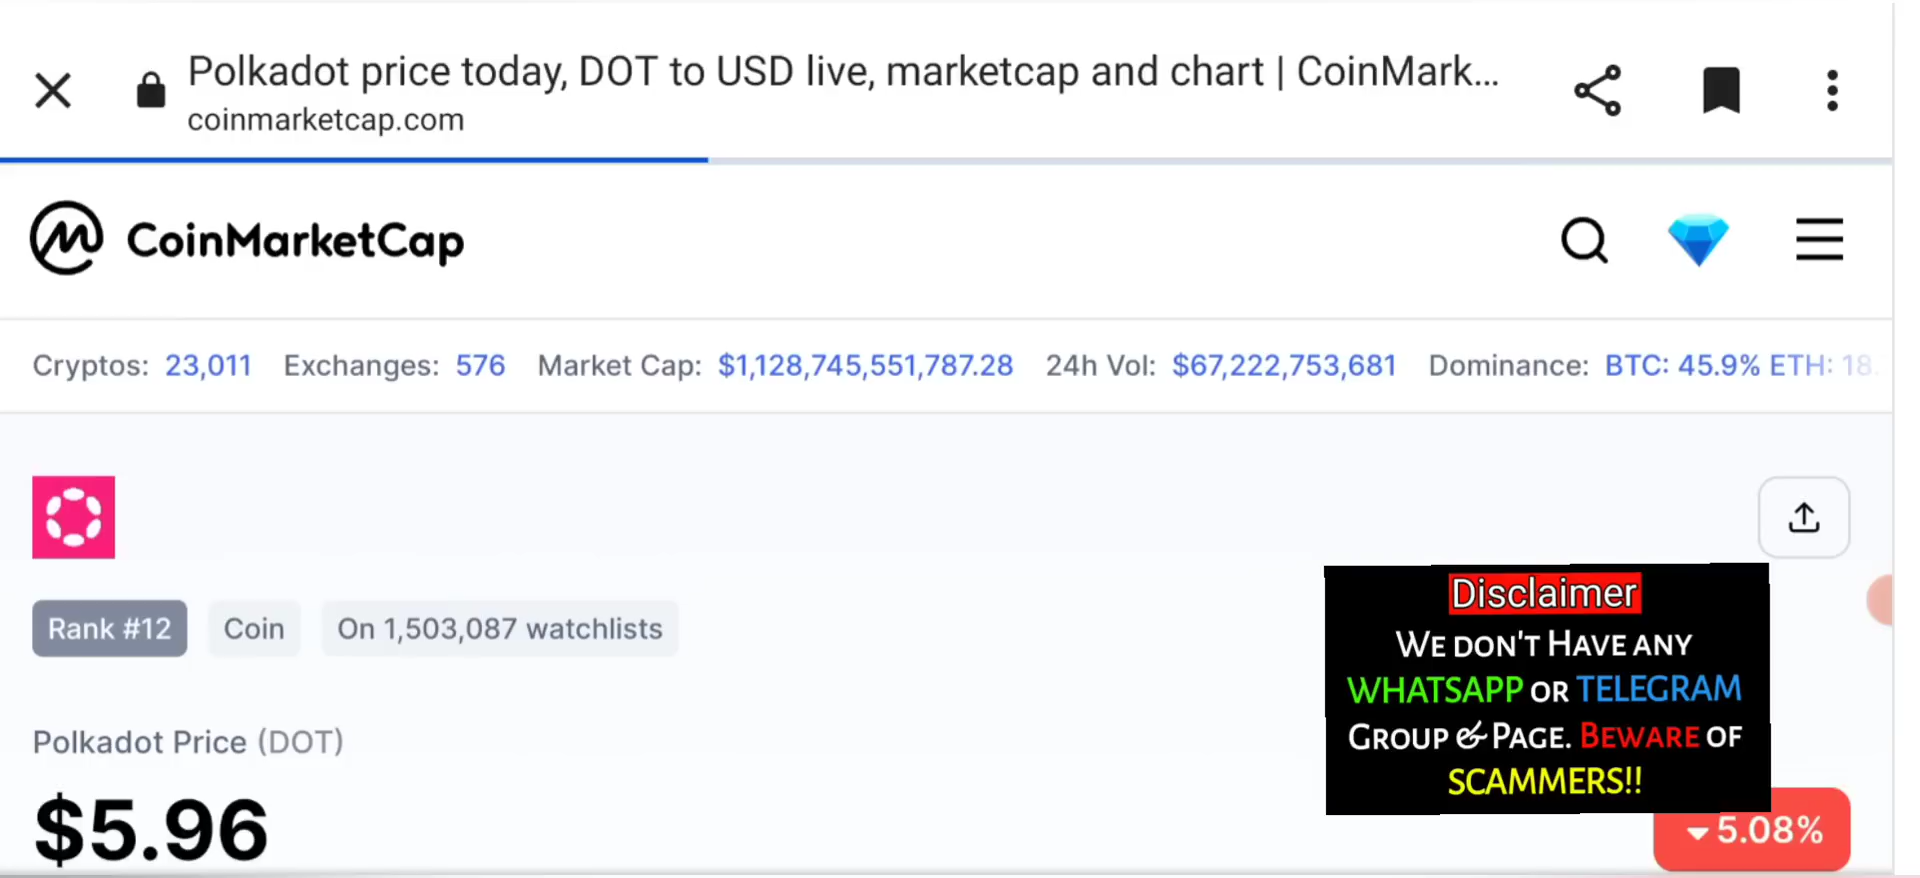 Polkadot price today, DOT to USD live, marketcap and chart | CoinMark...
coinmarketcap.com
CoinMarketCap
Cryptos: 23,011 Exchanges: 576 Market Cap: $1,128,745,551,787.28 24h Vol: $67,222,753,681 Dominance: BTC: 45.9% ETH: 18.
Rank #12 Coin On 1,503,087 watchlists
Polkadot Price (DOT)
$5.96
5.08%
Disclaimer
WE DON'T HAVE ANY
WHATSAPP OR TELEGRAM
GROUP & PAGE. BEWARE OF
SCAMMERS!!